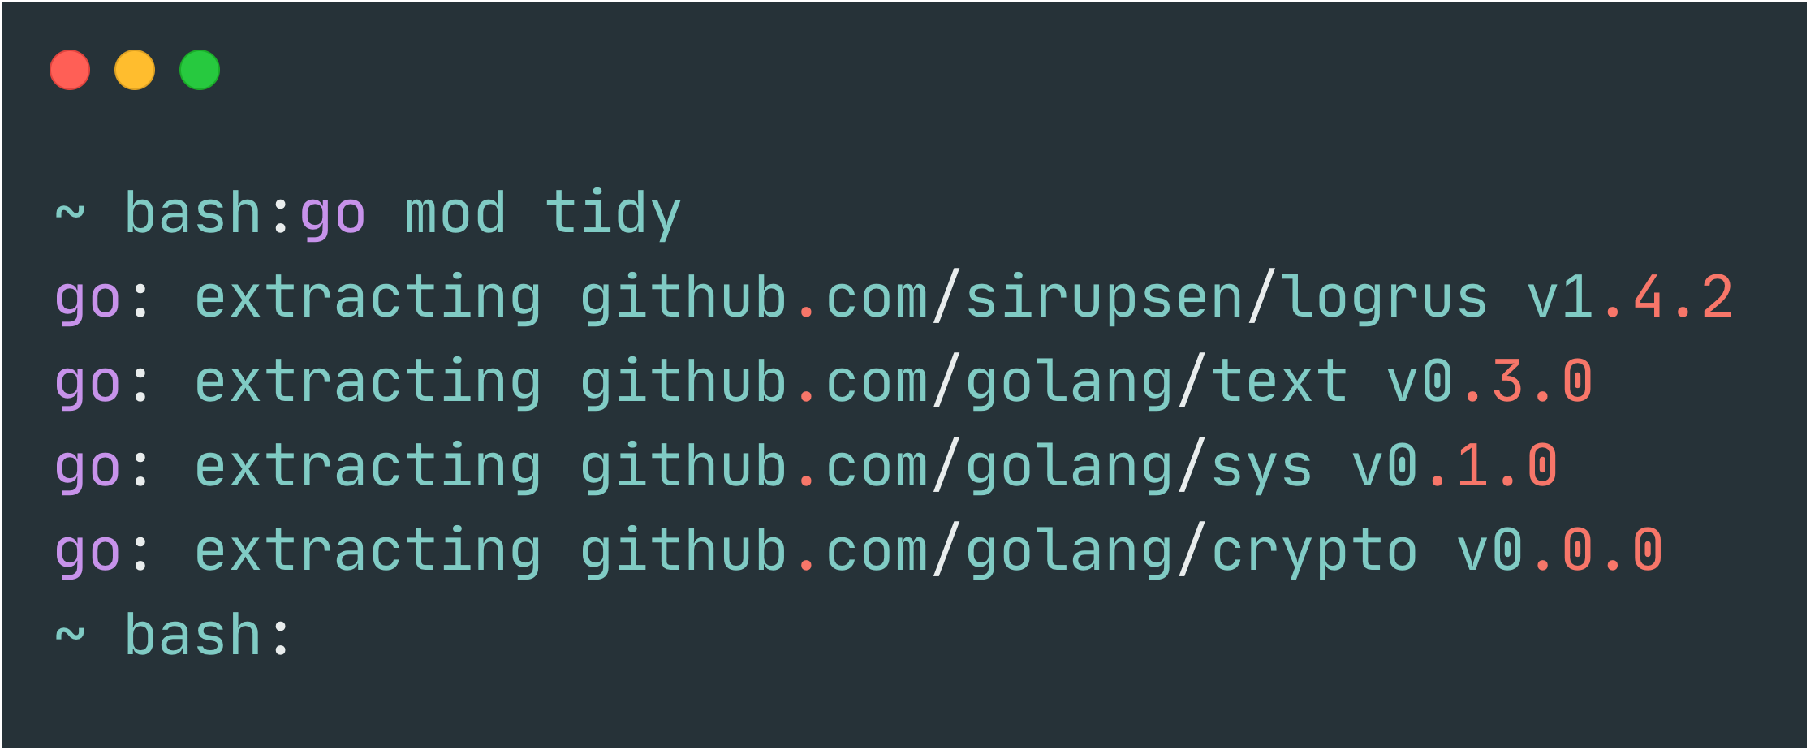 ~ bash:go mod tidy
go: extracting github.com/sirupsen/logrus v1.4.2
go: extracting github.com/golang/text v0.3.0
go: extracting github.com/golang/sys v0.1.0
go: extracting github.com/golang/crypto v0.0.0
~ bash: